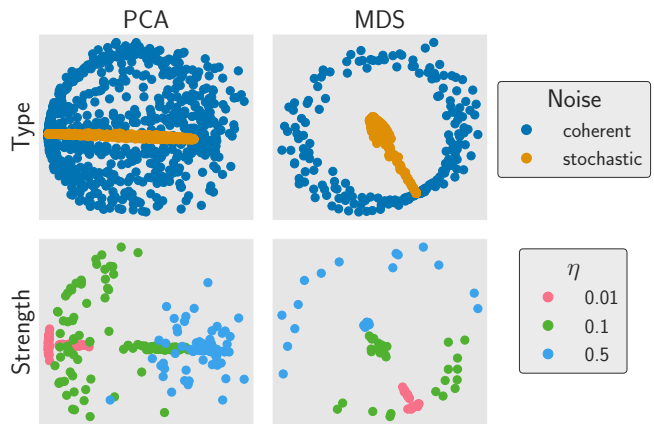 PCA
MDS
Type
Noise
coherent
stochastic
Strength
η
0.01
0.1
0.5